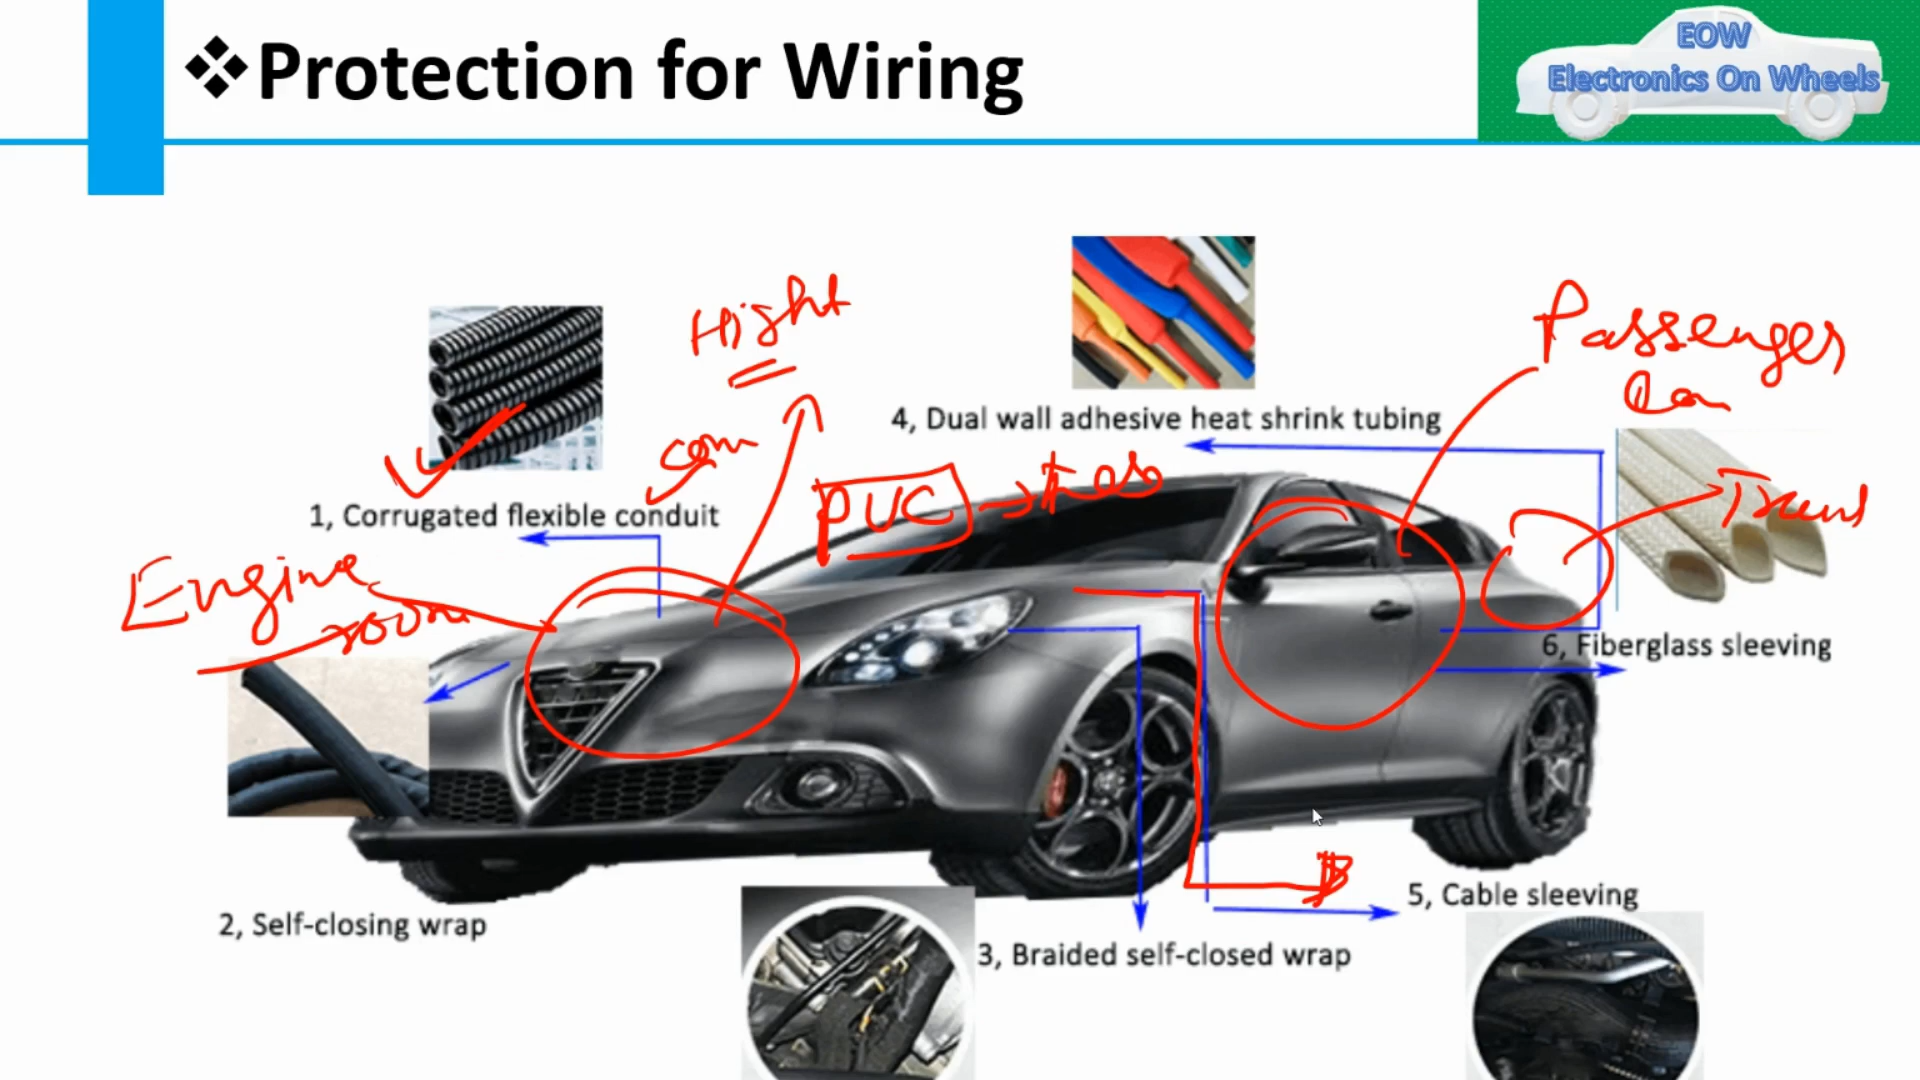 ❖Protection for Wiring
EOW
Electronics On Wheels
Hight
Passenger
4, Dual wall adhesive heat shrink tubing
PVC
1, Corrugated flexible conduit
Engine
room
6, Fiberglass sleeving
5, Cable sleeving
2, Self-closing wrap
3, Braided self-closed wrap